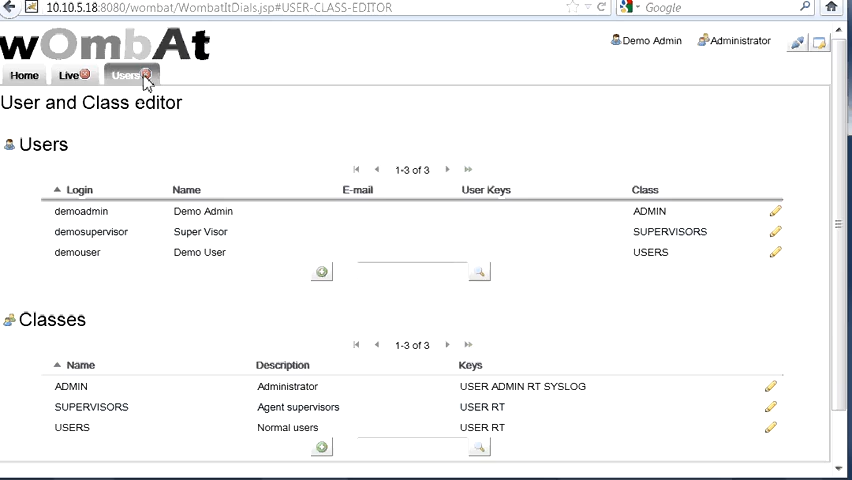 10.10.5.18:8080/wombat/WombatItDials.jsp#USER-CLASS-EDITOR
Google
wOmbAt
Demo Admin
Administrator
Home
Live
Users
User and Class editor
Users
1-3 of 3
Login Name E-mail User Keys Class
demoadmin Demo Admin ADMIN
demosupervisor Super Visor SUPERVISORS
demouser Demo User USERS
Classes
1-3 of 3
Name Description Keys
ADMIN Administrator USER ADMIN RT SYSLOG
SUPERVISORS Agent supervisors USER RT
USERS Normal users USER RT